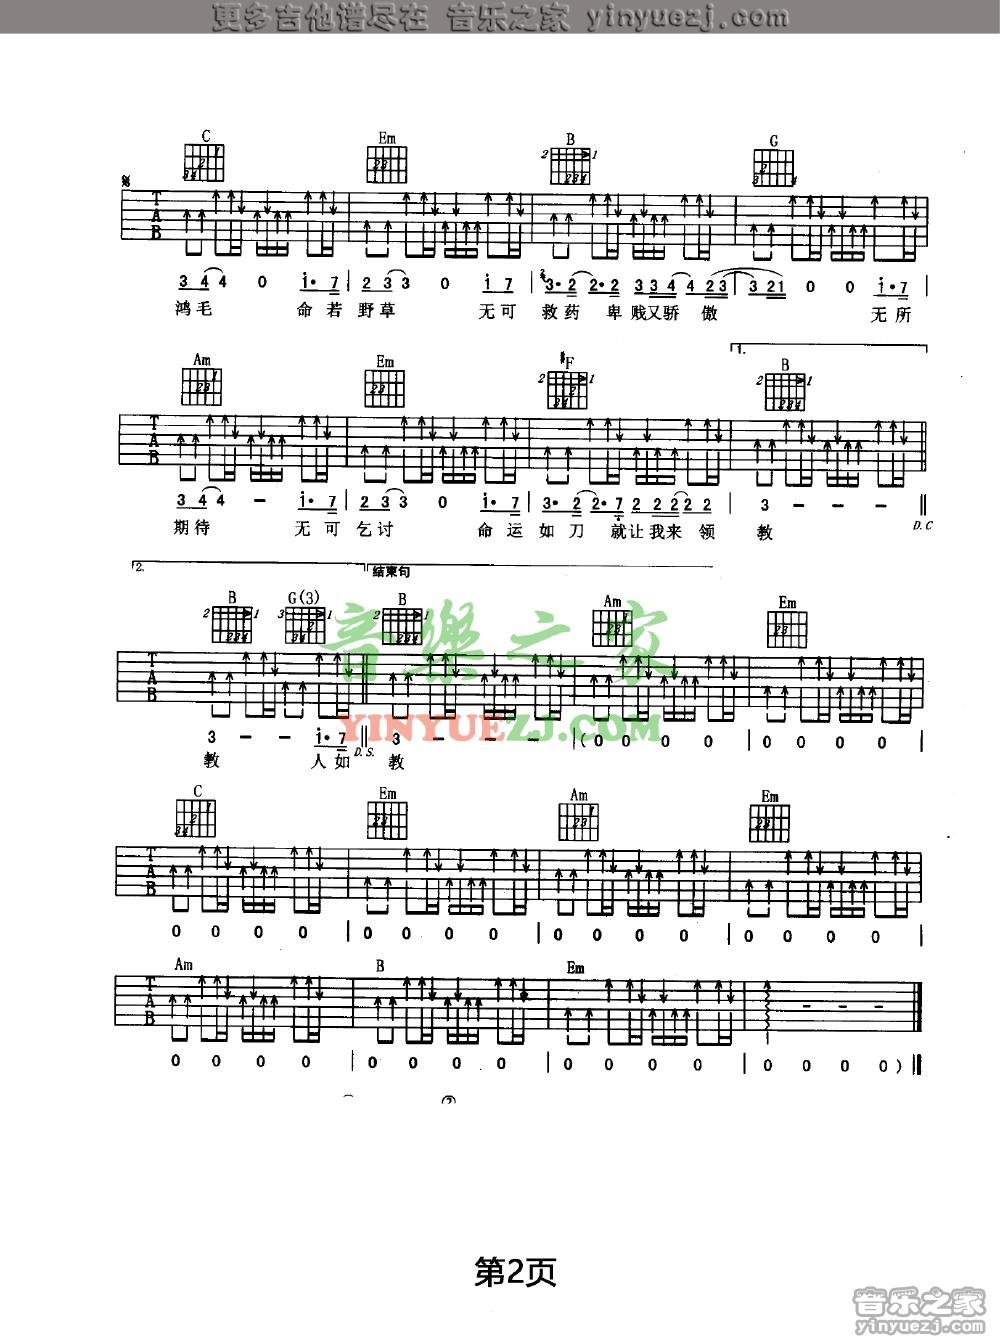 更多吉他谱尽在 音乐之家 yinyuezj.com
C Em B G
T A B
3 4 4 0 i· 7 | 2 3 3 0 i 7 | 3· 2 2· 2 3 3 4 4 2 3 | 3 2 1 0 0 i· 7 |
鸿毛 命若 野草 无可 救药 卑 贱又骄 傲 无所
1.
Am Em #F B
T A B
3 4 4 - i· 7 | 2 3 3 0 i· 7 | 3· 2 2· 7 2 2 2 2 2 | 3 - - - ‖
D.C
期待 无可 乞讨 命运 如刀 就让我来 领 教
2. 结束句
B G(3) B Am Em
T A B
3 - - i· 7 ‖ 3 - - - | (0 0 0 0 | 0 0 0 0 |
D.S.
教 人如 教
音樂之家
YINYUEZJ.COM
C Em Am Em
T A B
0 0 0 0 | 0 0 0 0 | 0 0 0 0 | 0 0 0 0 |
Am B Em
T A B
0 0 0 0 | 0 0 0 0 | 0 0 0 0 | 0 0 0 0 ) ‖
②
第2页
音乐之家
yinyuezj.com